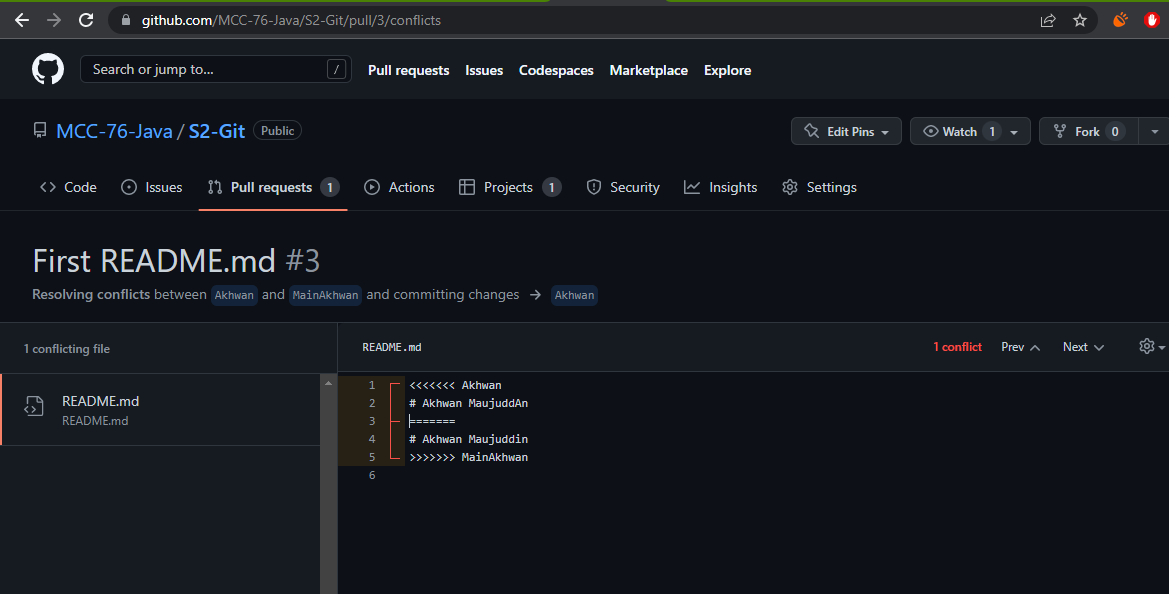 github.com/MCC-76-Java/S2-Git/pull/3/conflicts
Search or jump to... / Pull requests Issues Codespaces Marketplace Explore
MCC-76-Java / S2-Git Public Edit Pins Watch 1 Fork 0
<> Code Issues Pull requests 1 Actions Projects 1 Security Insights Settings
First README.md #3
Resolving conflicts between Akhwan and MainAkhwan and committing changes → Akhwan
1 conflicting file README.md 1 conflict Prev Next
README.md
README.md
1 <<<<<<< Akhwan
2 # Akhwan MaujuddAn
3 =======
4 # Akhwan Maujuddin
5 >>>>>>> MainAkhwan
6